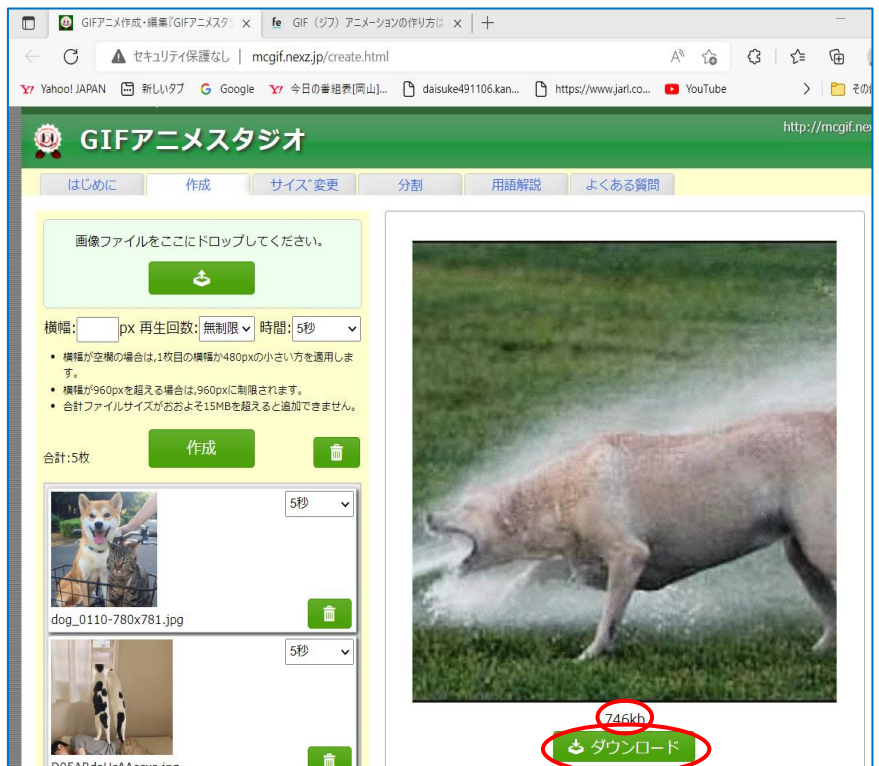 GIFアニメ作成・編集『GIFアニメスタジ
GIF（ジフ）アニメーションの作り方は
セキュリティ保護なし
mcgif.nexz.jp/create.html
Yahoo! JAPAN 新しいタブ Google 今日の番組表[岡山]... daisuke491106.kan... https://www.jarl.co... YouTube
GIFアニメスタジオ
http://mcgif.ne
はじめに 作成 サイズ変更 分割 用語解説 よくある質問
画像ファイルをここにドロップしてください。
横幅: px 再生回数: 無制限 時間: 5秒
• 横幅が空欄の場合は,1枚目の横幅か480pxの小さい方を適用しま
す。
• 横幅が960pxを超える場合は,960pxに制限されます。
• 合計ファイルサイズがおおよそ15MBを超えると追加できません。
合計:5枚
作成
5秒
dog_0110-780x781.jpg
5秒
746kb
ダウンロード